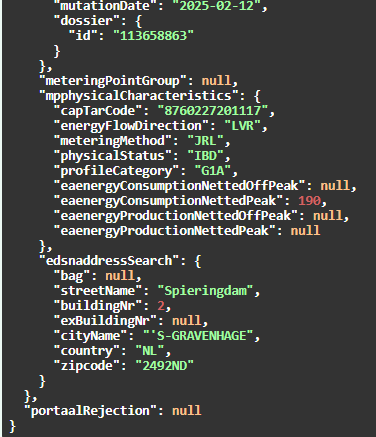 "mutationDate": "2025-02-12",
"dossier": {
"id": "113658863"
}
},
"meteringPointGroup": null,
"mpphysicalCharacteristics": {
"capTarCode": "8760227201117",
"energyFlowDirection": "LVR",
"meteringMethod": "JRL",
"physicalStatus": "IBD",
"profileCategory": "G1A",
"eaenergyConsumptionNettedOffPeak": null,
"eaenergyConsumptionNettedPeak": 190,
"eaenergyProductionNettedOffPeak": null,
"eaenergyProductionNettedPeak": null
},
"edsnaddressSearch": {
"bag": null,
"streetName": "Spieringdam",
"buildingNr": 2,
"exBuildingNr": null,
"cityName": "'S-GRAVENHAGE",
"country": "NL",
"zipcode": "2492ND"
}
},
"portaalRejection": null
}